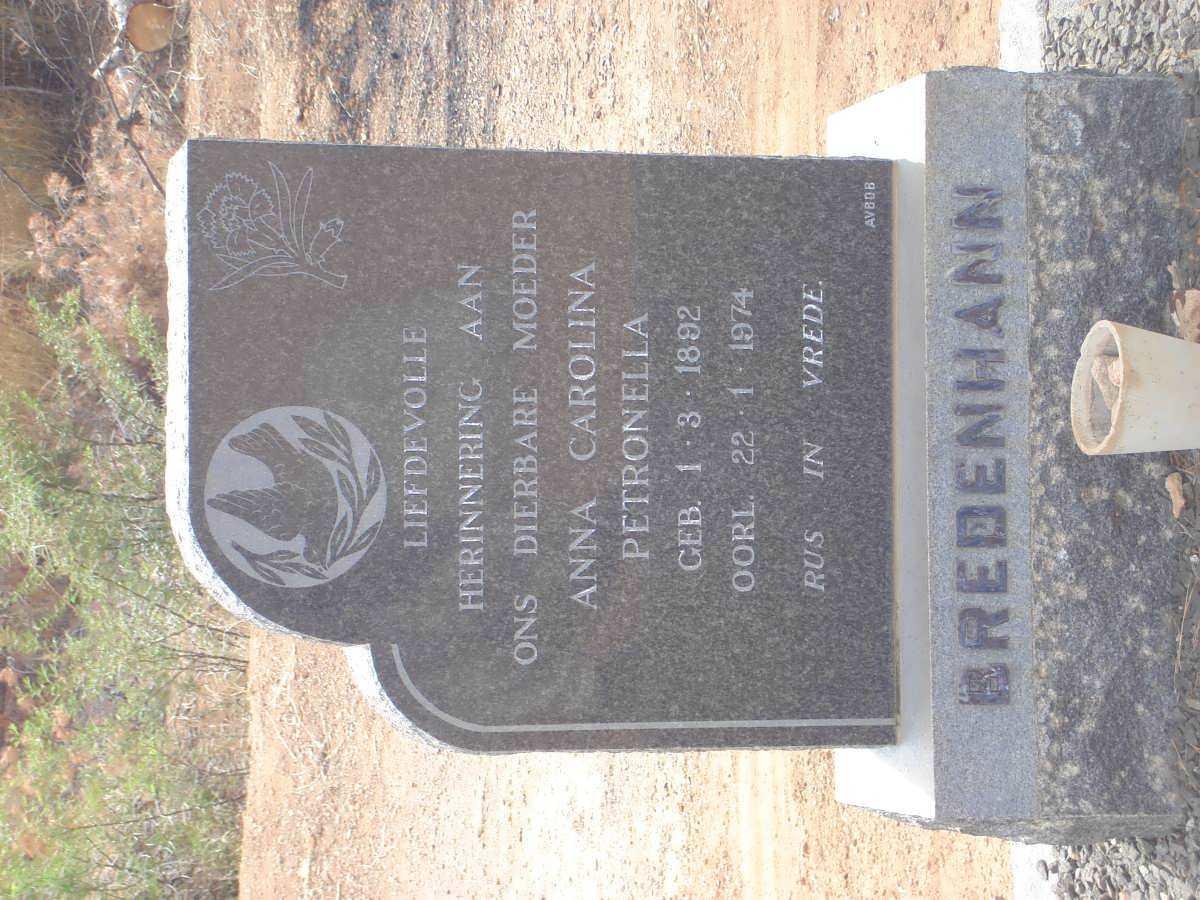 LIEFDEVOLLE
HERINNERING AAN
ONS DIERBARE MOEDER
ANNA CAROLINA
PETRONELLA
GEB. 1·3·1892
OORL. 22·1·1974
RUS IN VREDE.
AVBOB
BREDENHANN